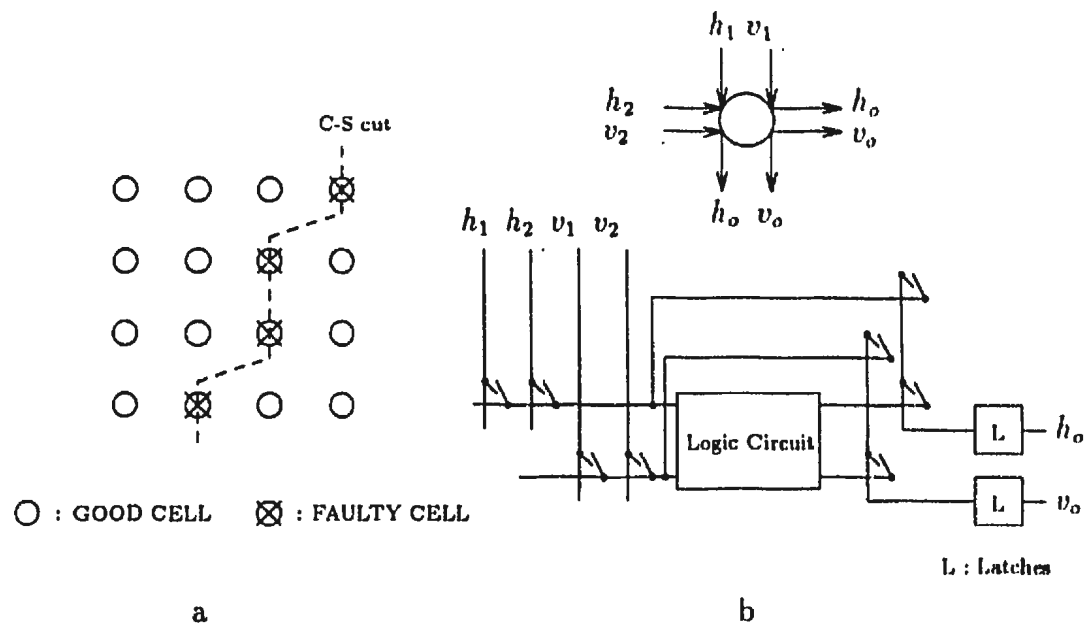 C-S cut
○ : GOOD CELL ⊗ : FAULTY CELL
a
h₁ v₁
h₂
v₂
hₒ
vₒ
hₒ vₒ
h₁ h₂ v₁ v₂
Logic Circuit
L
hₒ
L
vₒ
L : Latches
b